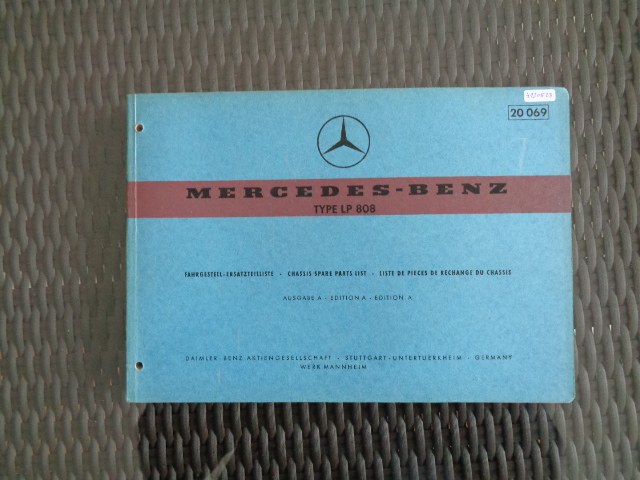 20 069
MERCEDES-BENZ
TYPE LP 808
FAHRGESTELL-ERSATZTEILLISTE · CHASSIS SPARE PARTS LIST · LISTE DE PIECES DE RECHANGE DU CHASSIS
AUSGABE A · EDITION A · EDITION A
DAIMLER-BENZ AKTIENGESELLSCHAFT · STUTTGART-UNTERTUERKHEIM · GERMANY
WERK MANNHEIM